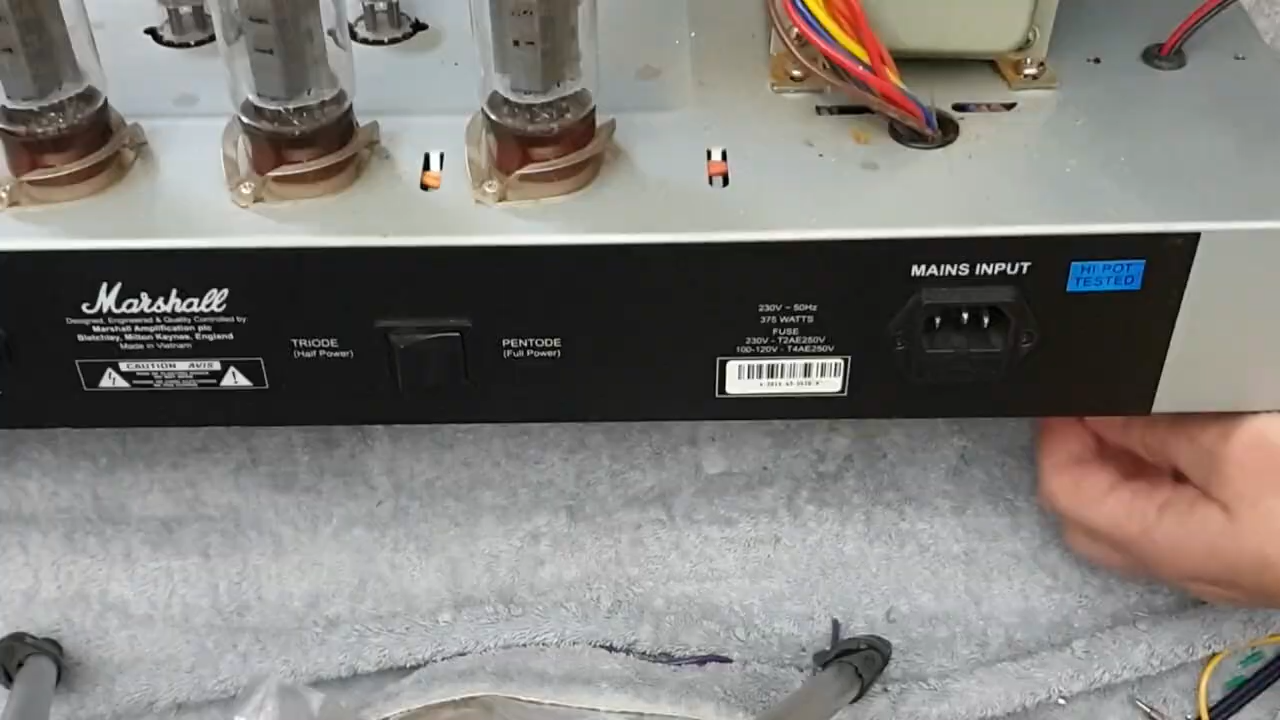 Marshall
Designed, Engineered & Quality Controlled by:
Marshall Amplification plc
Bletchley, Milton Keynes, England
Made in Vietnam
CAUTION AVIS
TRIODE
(Half Power)
PENTODE
(Full Power)
230V ~ 50Hz
375 WATTS
FUSE
230V - T2AE250V
100-120V - T4AE250V
MAINS INPUT
HI POT
TESTED